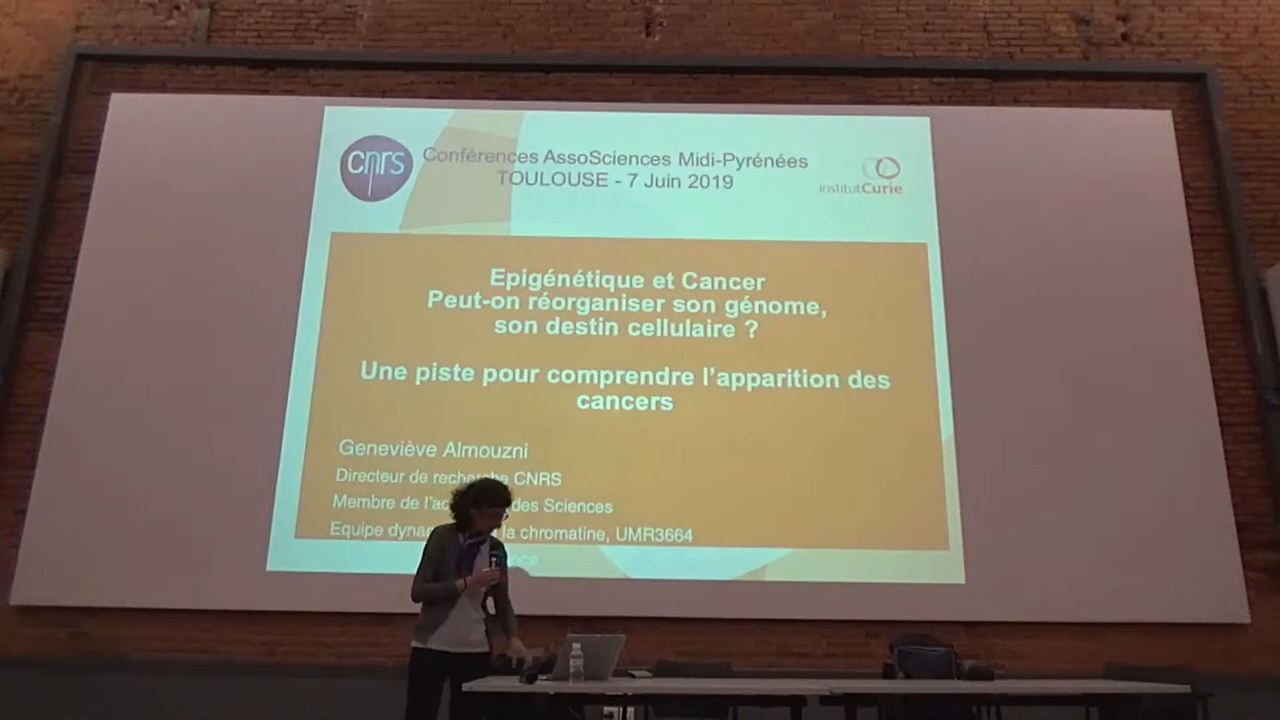 cnrs
Conférences AssoSciences Midi-Pyrénées
TOULOUSE - 7 Juin 2019
institutCurie
Epigénétique et Cancer
Peut-on réorganiser son génome,
son destin cellulaire ?
Une piste pour comprendre l'apparition des
cancers
Geneviève Almouzni
Directeur de recherche CNRS
Membre de l' des Sciences
Equipe la chromatine, UMR3664